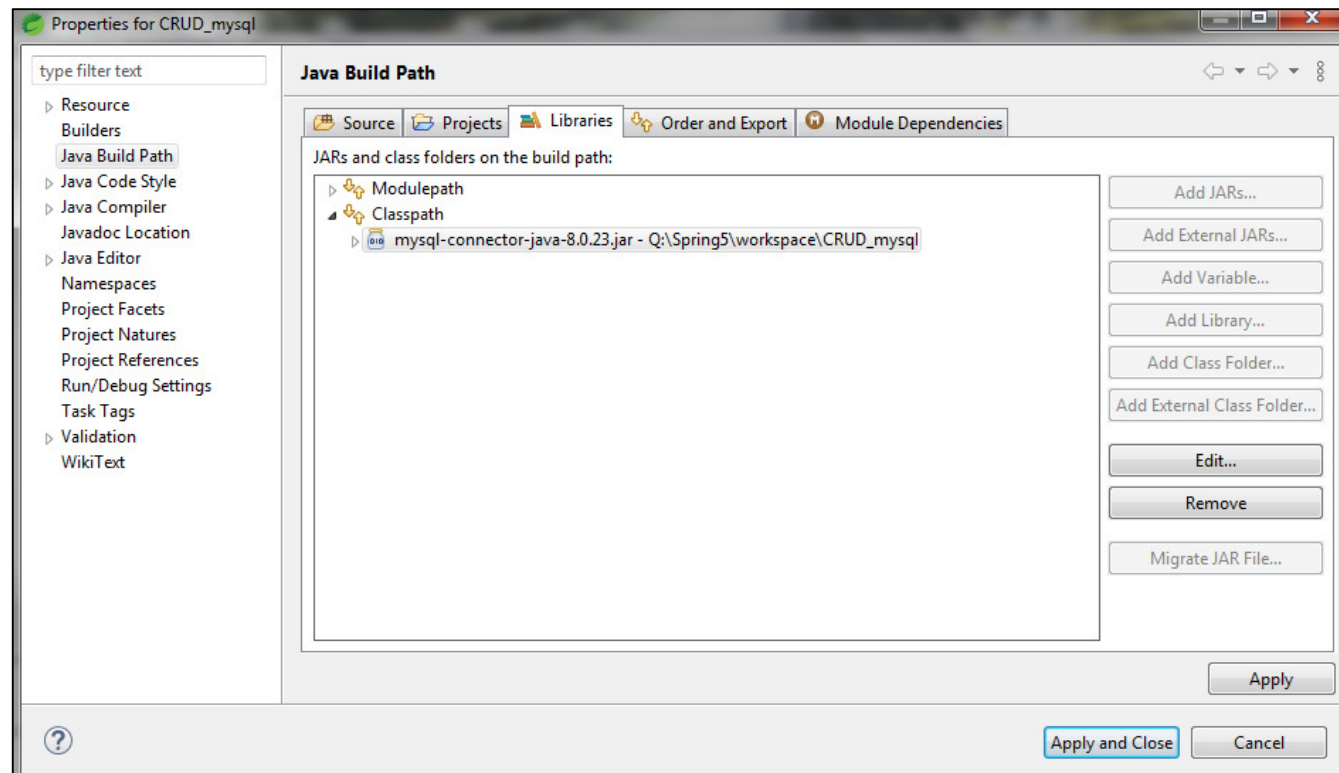 Properties for CRUD_mysql
type filter text
Resource
Builders
Java Build Path
Java Code Style
Java Compiler
Javadoc Location
Java Editor
Namespaces
Project Facets
Project Natures
Project References
Run/Debug Settings
Task Tags
Validation
WikiText
Java Build Path
Source Projects Libraries Order and Export Module Dependencies
JARs and class folders on the build path:
Modulepath
Classpath
mysql-connector-java-8.0.23.jar - Q:\Spring5\workspace\CRUD_mysql
Add JARs...
Add External JARs...
Add Variable...
Add Library...
Add Class Folder...
Add External Class Folder...
Edit...
Remove
Migrate JAR File...
Apply
Apply and Close Cancel